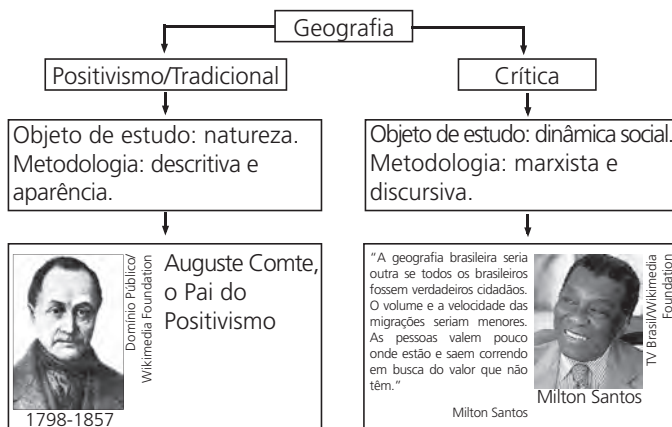 Geografia
Positivismo/Tradicional
Objeto de estudo: natureza.
Metodologia: descritiva e
aparência.
Domínio Público/
Wikimedia Foundation
Auguste Comte,
o Pai do
Positivismo
1798-1857
Crítica
Objeto de estudo: dinâmica social.
Metodologia: marxista e
discursiva.
"A geografia brasileira seria
outra se todos os brasileiros
fossem verdadeiros cidadãos.
O volume e a velocidade das
migrações seriam menores.
As pessoas valem pouco
onde estão e saem correndo
em busca do valor que não
têm."
Milton Santos
TV Brasil/Wikimedia
Foundation
Milton Santos